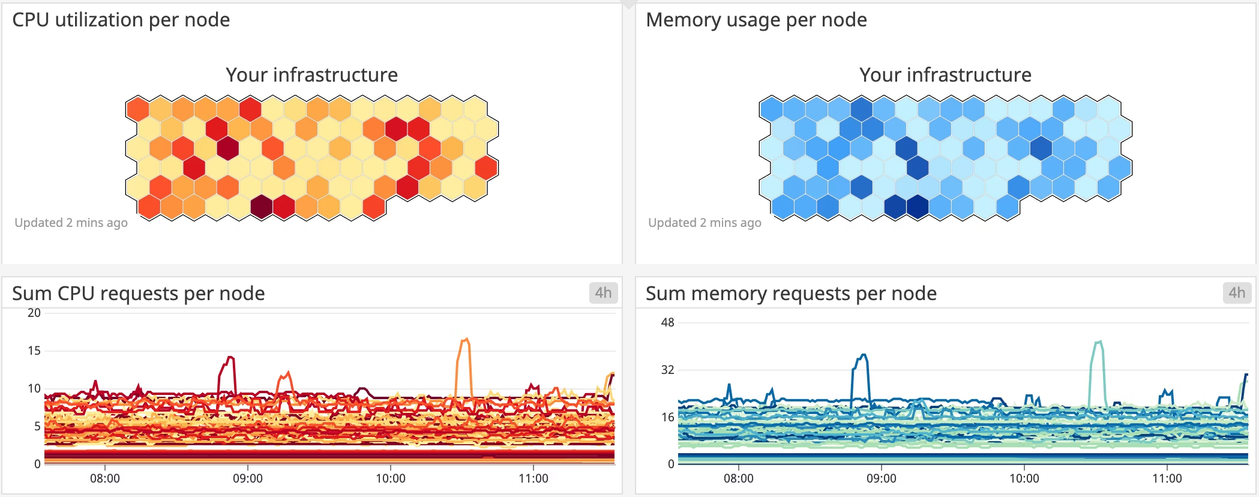 CPU utilization per node
Your infrastructure
Updated 2 mins ago
Memory usage per node
Your infrastructure
Updated 2 mins ago
Sum CPU requests per node
4h
20
15
10
5
0
08:00 09:00 10:00 11:00
Sum memory requests per node
4h
48
32
16
0
08:00 09:00 10:00 11:00